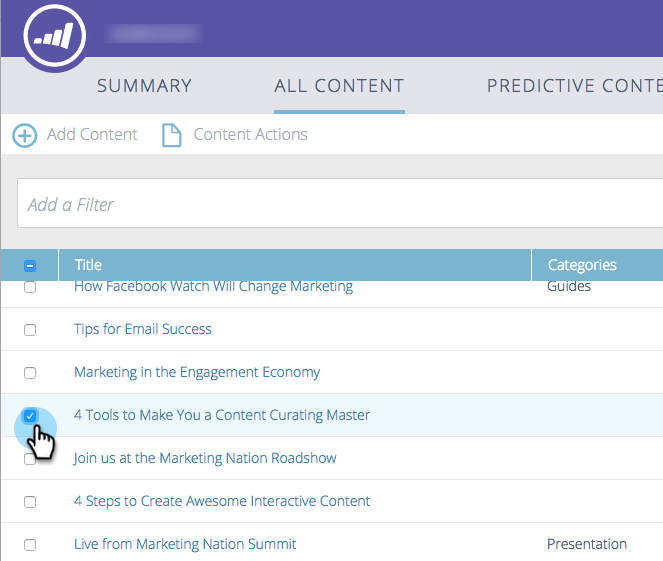 SUMMARY ALL CONTENT PREDICTIVE CONTE
Add Content Content Actions
Add a Filter
Title Categories
How Facebook Watch Will Change Marketing Guides
Tips for Email Success
Marketing in the Engagement Economy
4 Tools to Make You a Content Curating Master
Join us at the Marketing Nation Roadshow
4 Steps to Create Awesome Interactive Content
Live from Marketing Nation Summit Presentation